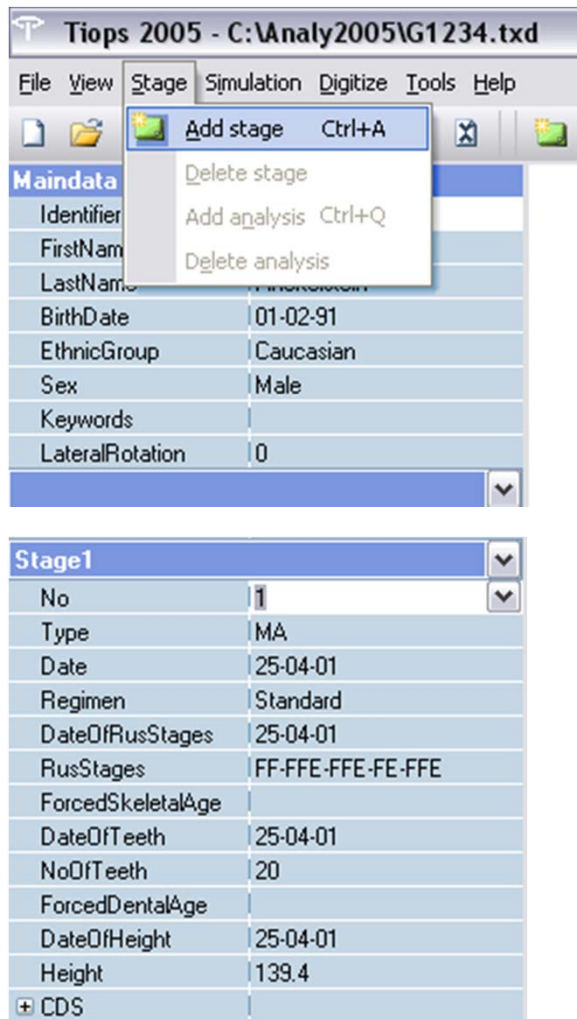 Tiops 2005 - C:\Analy2005\G1234.txd
File View Stage Simulation Digitize Tools Help
Add stage Ctrl+A
Delete stage
Add analysis Ctrl+Q
Delete analysis
Maindata
Identifier
FirstNam
LastName
BirthDate 01-02-91
EthnicGroup Caucasian
Sex Male
Keywords
LateralRotation 0
Stage1
No 1
Type MA
Date 25-04-01
Regimen Standard
DateOfRusStages 25-04-01
RusStages FF-FFE-FFE-FE-FFE
ForcedSkeletalAge
DateOfTeeth 25-04-01
NoOfTeeth 20
ForcedDentalAge
DateOfHeight 25-04-01
Height 139.4
CDS